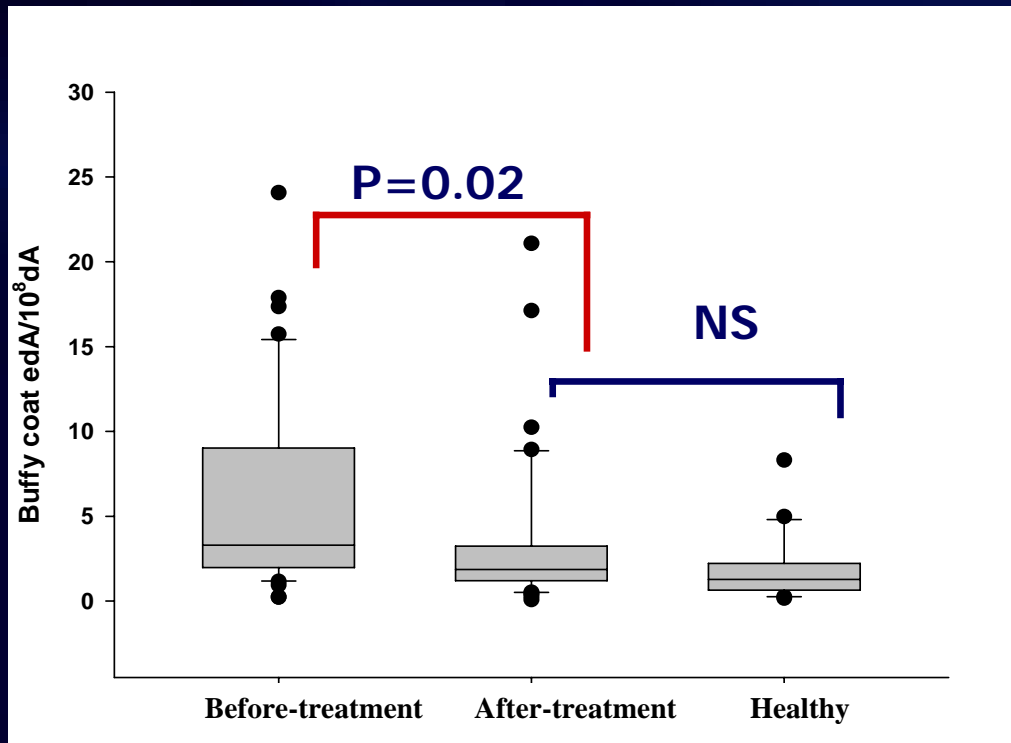 30
25
20
15
10
5
0
Buffy coat edA/10⁸dA
P=0.02
NS
Before-treatment
After-treatment
Healthy